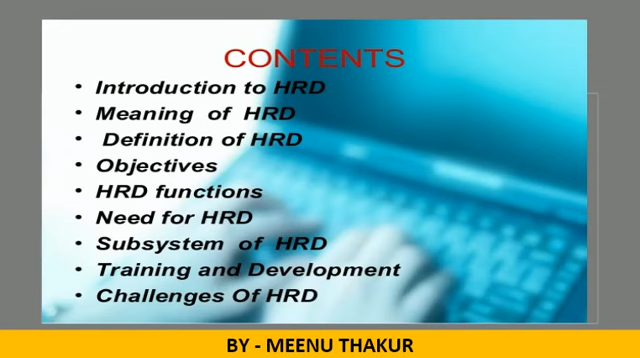 CONTENTS
• Introduction to HRD
• Meaning of HRD
• Definition of HRD
• Objectives
• HRD functions
• Need for HRD
• Subsystem of HRD
• Training and Development
• Challenges Of HRD
BY - MEENU THAKUR